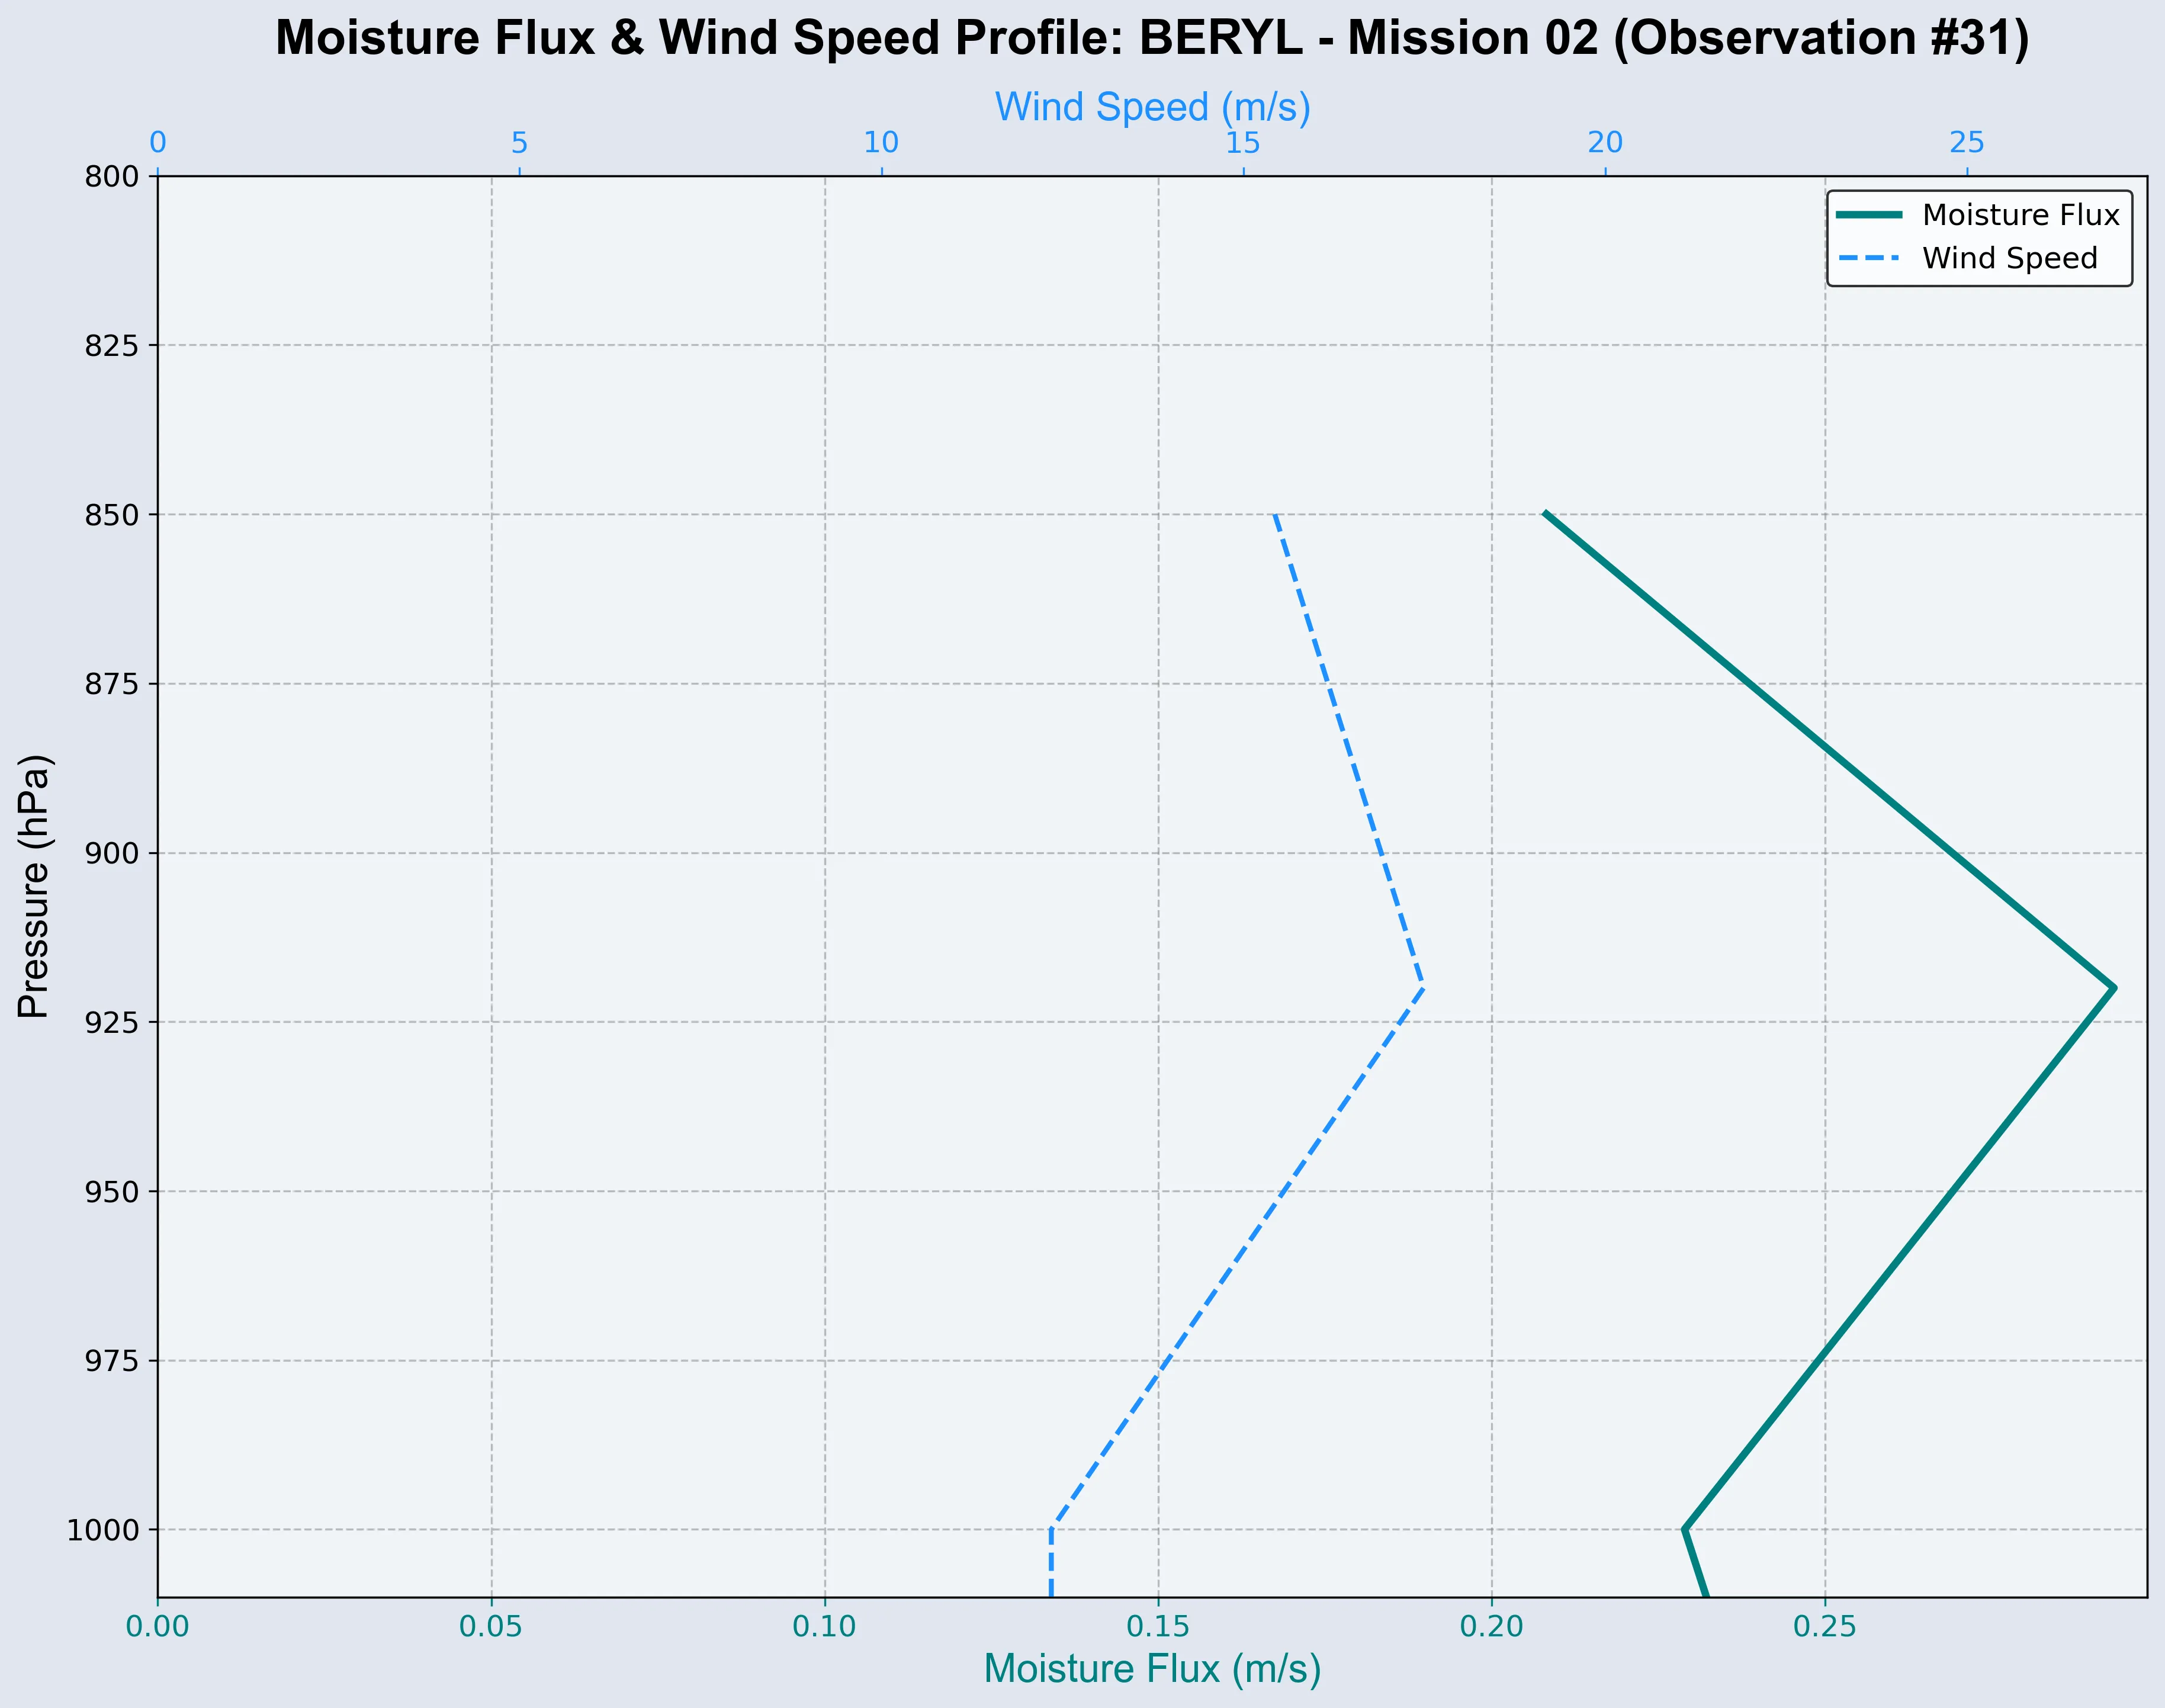 Moisture Flux & Wind Speed Profile: BERYL - Mission 02 (Observation #31)
Wind Speed (m/s)
0 5 10 15 20 25
Moisture Flux
Wind Speed
Pressure (hPa)
800
825
850
875
900
925
950
975
1000
0.00 0.05 0.10 0.15 0.20 0.25
Moisture Flux (m/s)